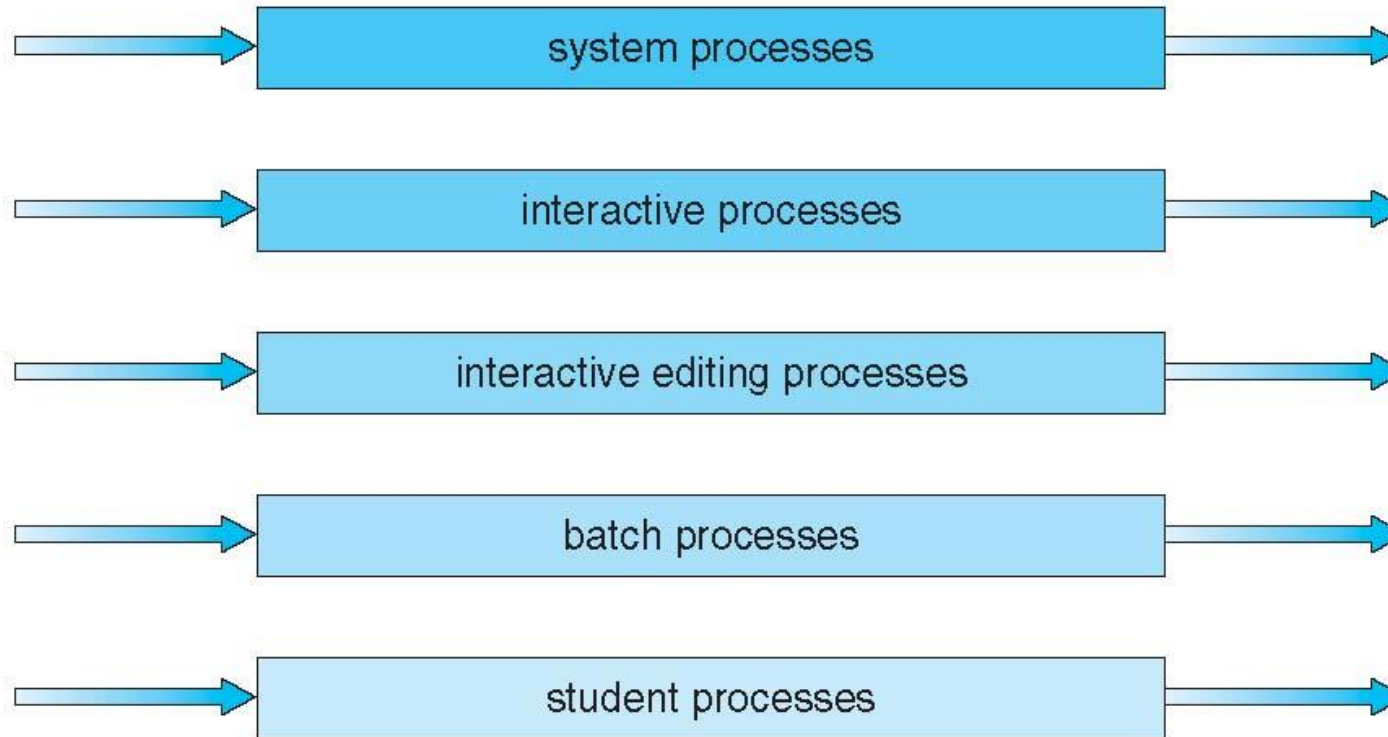 system processes
interactive processes
interactive editing processes
batch processes
student processes